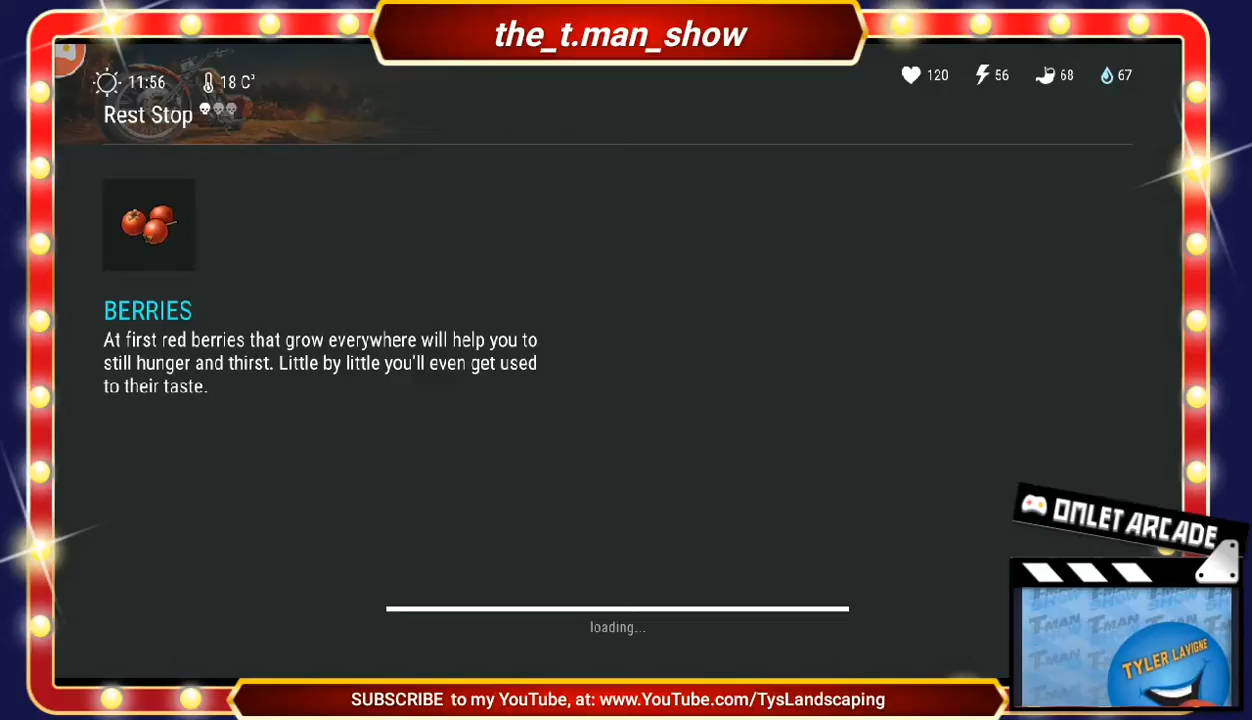 the_t.man_show
11:56 18 C³
120 56 68 67
Rest Stop
BERRIES
At first red berries that grow everywhere will help you to
still hunger and thirst. Little by little you'll even get used
to their taste.
loading...
OMLET ARCADE
TYLER LAVIGNE
SUBSCRIBE to my YouTube, at: www.YouTube.com/TysLandscaping